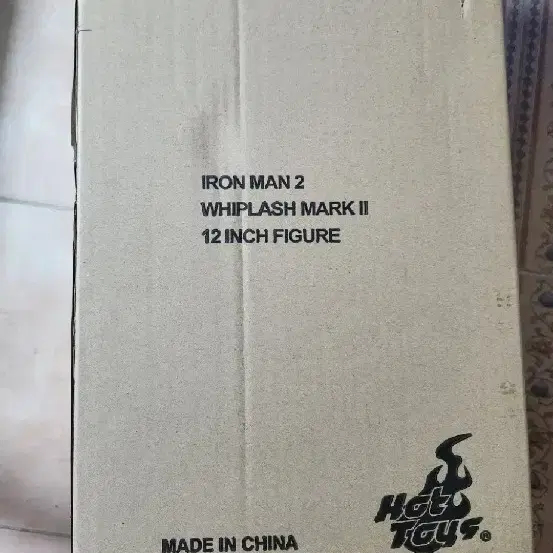 IRON MAN 2
WHIPLASH MARK II
12 INCH FIGURE
Hot
Toys®
MADE IN CHINA